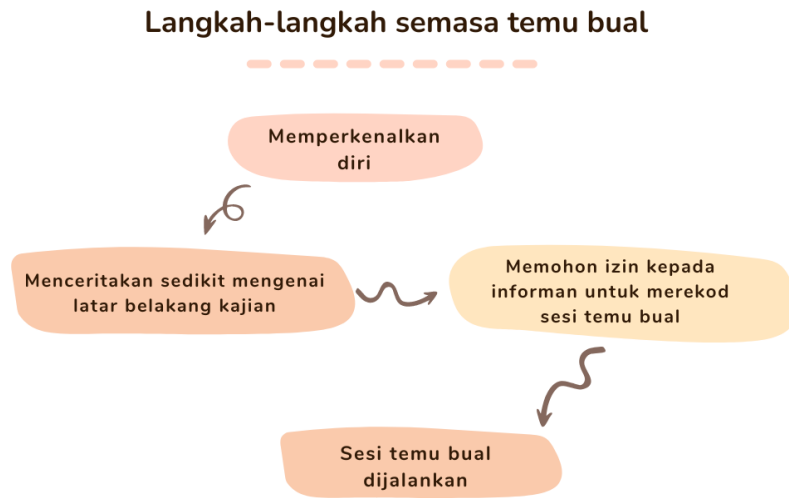 Langkah-langkah semasa temu bual
Memperkenalkan
diri
Menceritakan sedikit mengenai
latar belakang kajian
Memohon izin kepada
informan untuk merekod
sesi temu bual
Sesi temu bual
dijalankan